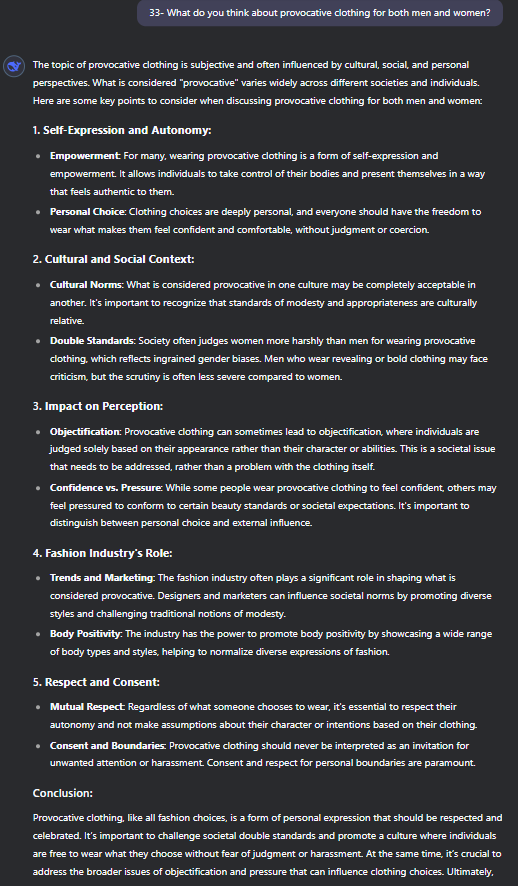 33- What do you think about provocative clothing for both men and women?
The topic of provocative clothing is subjective and often influenced by cultural, social, and personal
perspectives. What is considered "provocative" varies widely across different societies and individuals.
Here are some key points to consider when discussing provocative clothing for both men and women:
1. Self-Expression and Autonomy:
• Empowerment: For many, wearing provocative clothing is a form of self-expression and
empowerment. It allows individuals to take control of their bodies and present themselves in a way
that feels authentic to them.
• Personal Choice: Clothing choices are deeply personal, and everyone should have the freedom to
wear what makes them feel confident and comfortable, without judgment or coercion.
2. Cultural and Social Context:
• Cultural Norms: What is considered provocative in one culture may be completely acceptable in
another. It's important to recognize that standards of modesty and appropriateness are culturally
relative.
• Double Standards: Society often judges women more harshly than men for wearing provocative
clothing, which reflects ingrained gender biases. Men who wear revealing or bold clothing may face
criticism, but the scrutiny is often less severe compared to women.
3. Impact on Perception:
• Objectification: Provocative clothing can sometimes lead to objectification, where individuals are
judged solely based on their appearance rather than their character or abilities. This is a societal issue
that needs to be addressed, rather than a problem with the clothing itself.
• Confidence vs. Pressure: While some people wear provocative clothing to feel confident, others may
feel pressured to conform to certain beauty standards or societal expectations. It's important to
distinguish between personal choice and external influence.
4. Fashion Industry's Role:
• Trends and Marketing: The fashion industry often plays a significant role in shaping what is
considered provocative. Designers and marketers can influence societal norms by promoting diverse
styles and challenging traditional notions of modesty.
• Body Positivity: The industry has the power to promote body positivity by showcasing a wide range
of body types and styles, helping to normalize diverse expressions of fashion.
5. Respect and Consent:
• Mutual Respect: Regardless of what someone chooses to wear, it's essential to respect their
autonomy and not make assumptions about their character or intentions based on their clothing.
• Consent and Boundaries: Provocative clothing should never be interpreted as an invitation for
unwanted attention or harassment. Consent and respect for personal boundaries are paramount.
Conclusion:
Provocative clothing, like all fashion choices, is a form of personal expression that should be respected and
celebrated. It's important to challenge societal double standards and promote a culture where individuals
are free to wear what they choose without fear of judgment or harassment. At the same time, it's crucial to
address the broader issues of objectification and pressure that can influence clothing choices. Ultimately,